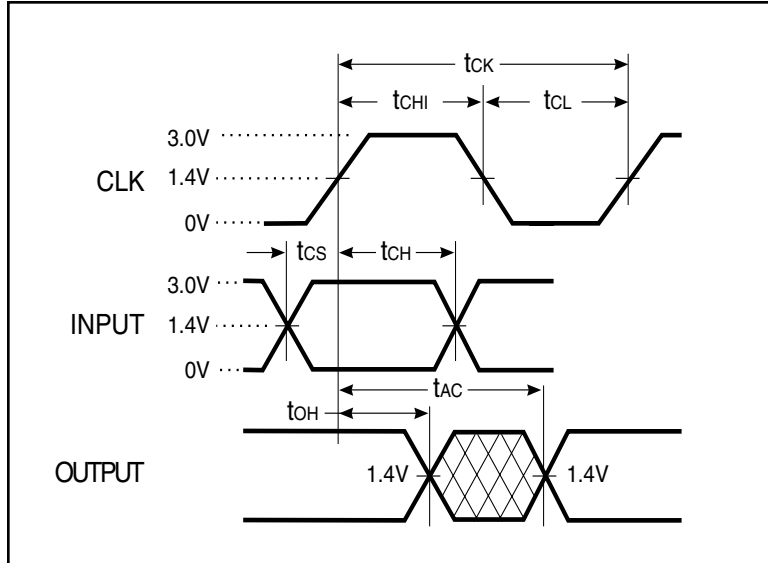 tCK
tCHI tCL
3.0V
CLK 1.4V
0V
tCS tCH
3.0V
INPUT 1.4V
0V
tAC
tOH
OUTPUT 1.4V 1.4V